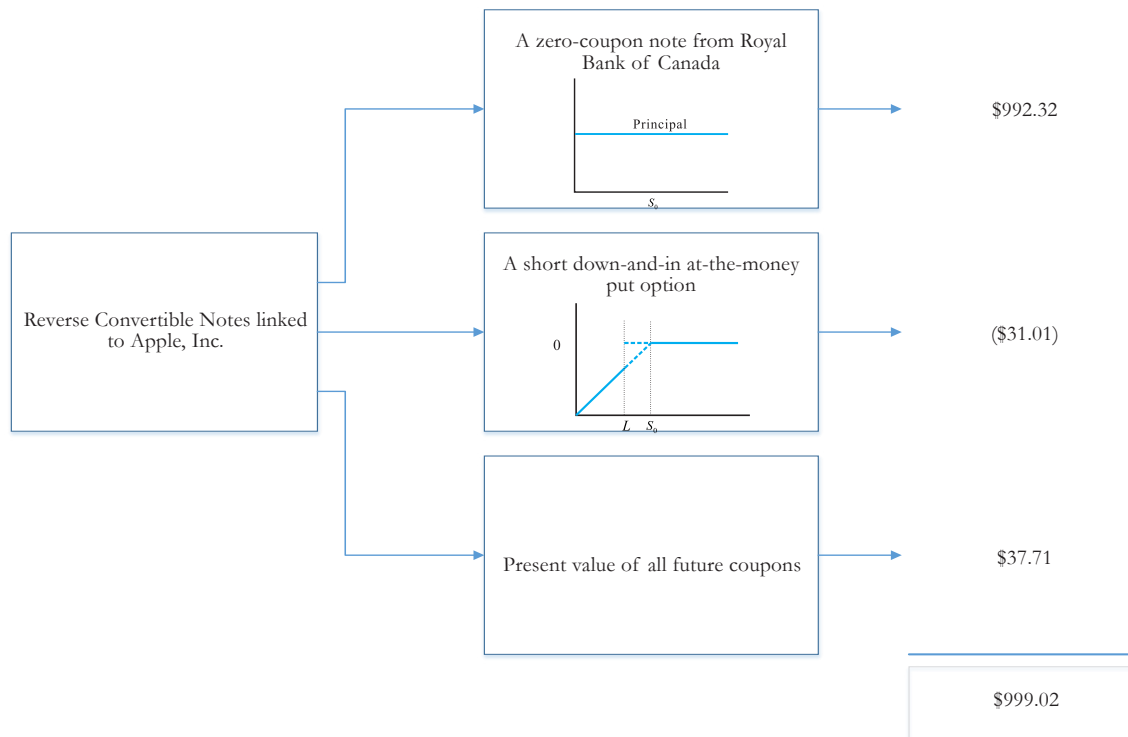 A zero-coupon note from Royal
Bank of Canada
Principal
S₀
$992.32
Reverse Convertible Notes linked
to Apple, Inc.
A short down-and-in at-the-money
put option
0
L S₀
($31.01)
Present value of all future coupons
$37.71
$999.02